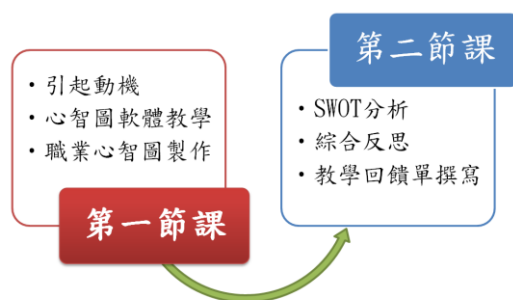 ・引起動機
・心智圖軟體教學
・職業心智圖製作
第一節課
第二節課
・SWOT分析
・綜合反思
・教學回饋單撰寫